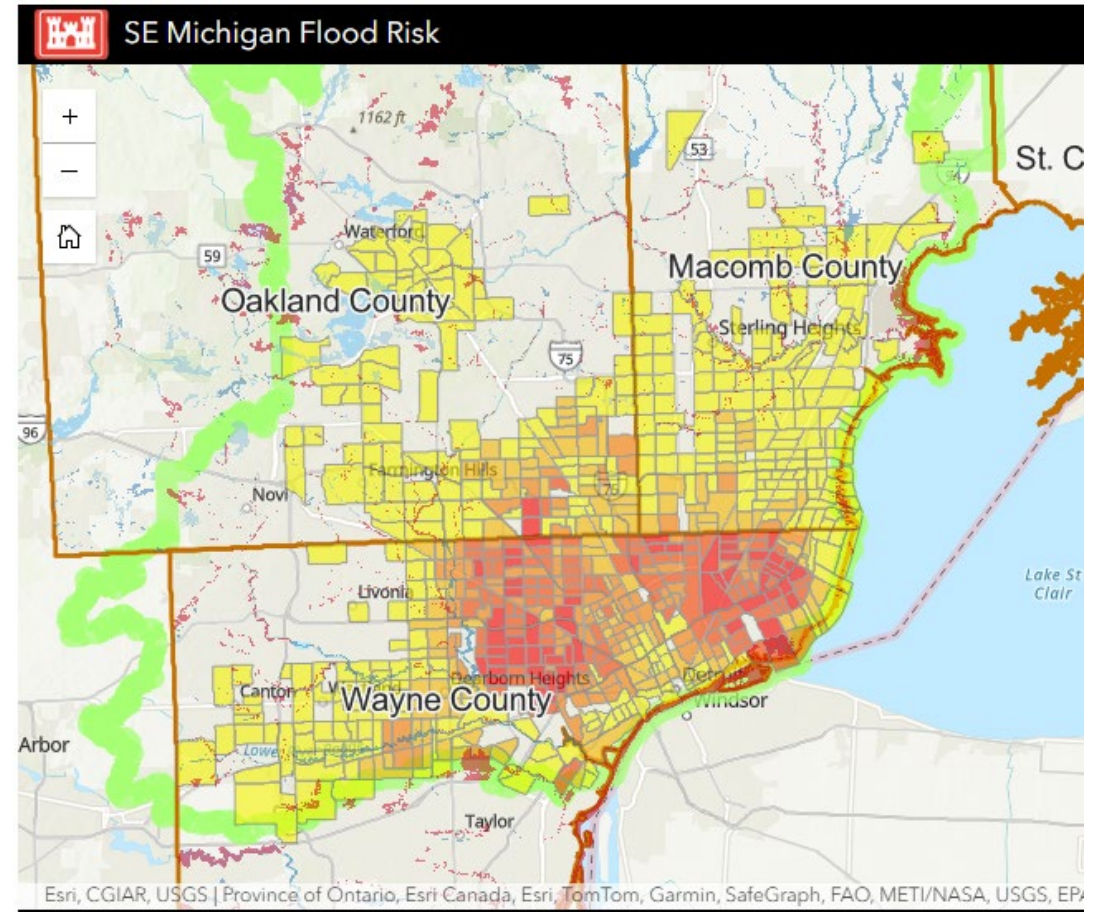 SE Michigan Flood Risk
+
−
1162 ft
53
St. C
94
Waterford
59
Macomb County
Oakland County
Sterling Heights
75
96
Farmington Hills
75
Novi
Livonia
Lake St
Clair
Dearborn Heights
Detroit
Canton
Wayne County
Windsor
Arbor
Taylor
Esri, CGIAR, USGS | Province of Ontario, Esri Canada, Esri, TomTom, Garmin, SafeGraph, FAO, METI/NASA, USGS, EPA